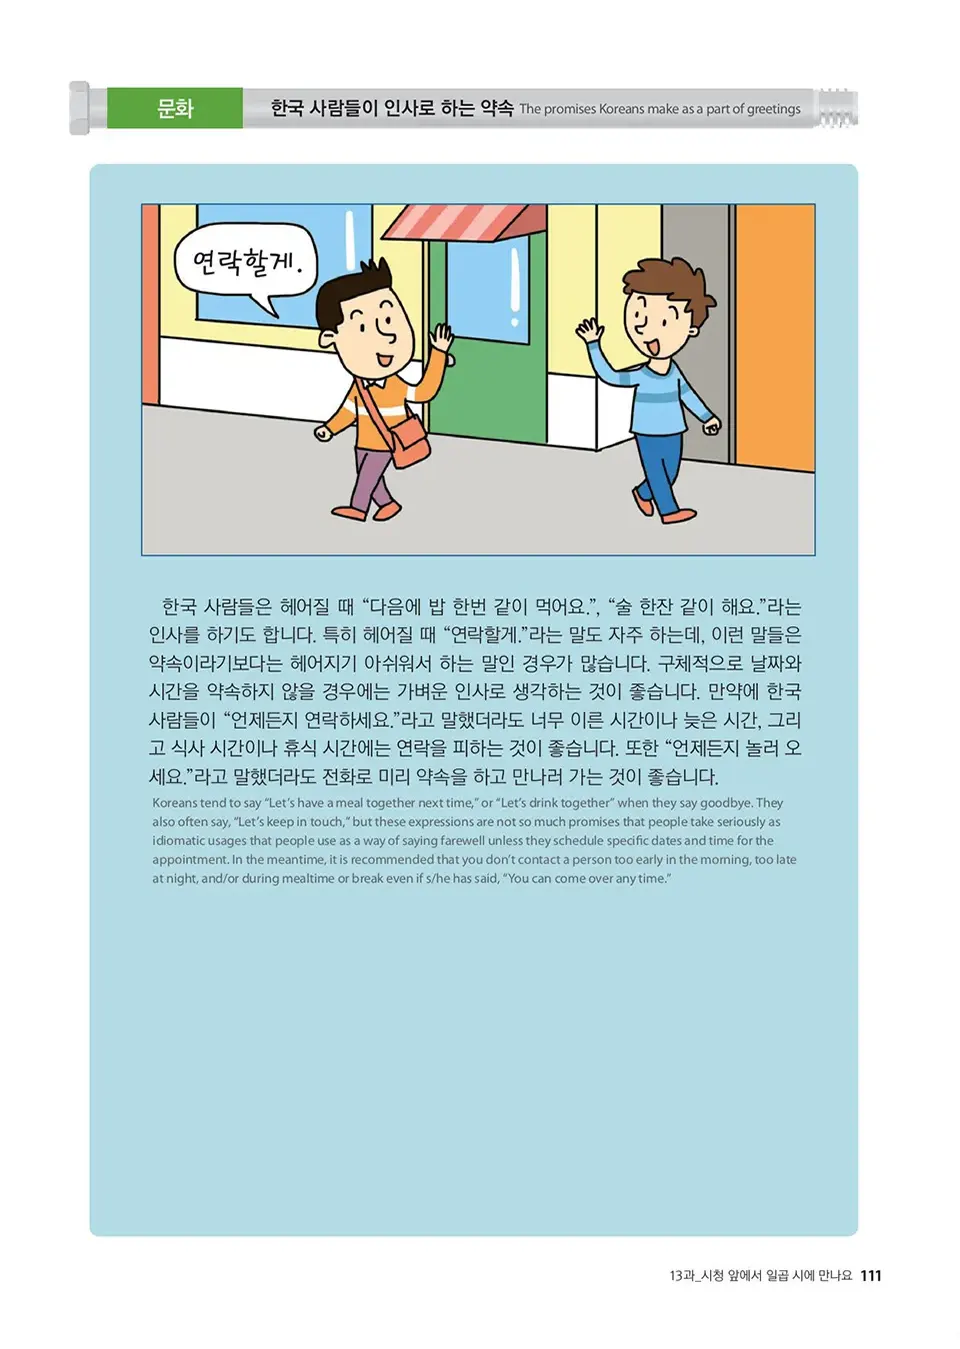 문화
한국 사람들이 인사로 하는 약속 The promises Koreans make as a part of greetings
연락할게.
한국 사람들은 헤어질 때 “다음에 밥 한번 같이 먹어요.”, “술 한잔 같이 해요.”라는
인사를 하기도 합니다. 특히 헤어질 때 “연락할게.”라는 말도 자주 하는데, 이런 말들은
약속이라기보다는 헤어지기 아쉬워서 하는 말인 경우가 많습니다. 구체적으로 날짜와
시간을 약속하지 않을 경우에는 가벼운 인사로 생각하는 것이 좋습니다. 만약에 한국
사람들이 “언제든지 연락하세요.”라고 말했더라도 너무 이른 시간이나 늦은 시간, 그리
고 식사 시간이나 휴식 시간에는 연락을 피하는 것이 좋습니다. 또한 “언제든지 놀러 오
세요.”라고 말했더라도 전화로 미리 약속을 하고 만나러 가는 것이 좋습니다.
Koreans tend to say “Let’s have a meal together next time,” or “Let’s drink together” when they say goodbye. They
also often say, “Let’s keep in touch,” but these expressions are not so much promises that people take seriously as
idiomatic usages that people use as a way of saying farewell unless they schedule specific dates and time for the
appointment. In the meantime, it is recommended that you don’t contact a person too early in the morning, too late
at night, and/or during mealtime or break even if s/he has said, “You can come over any time.”
13과_시청 앞에서 일곱 시에 만나요 111